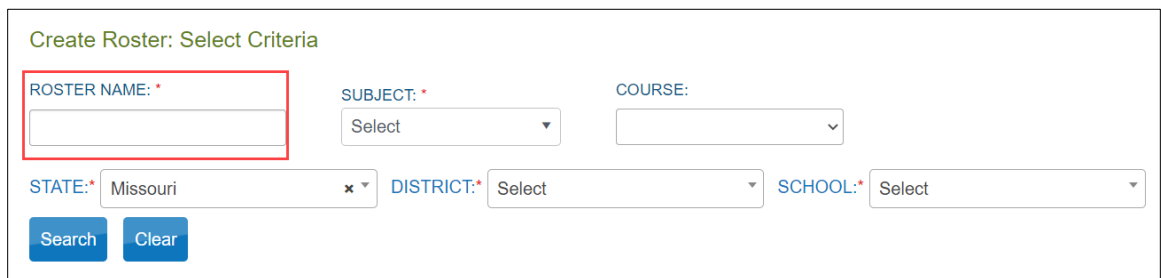 Create Roster: Select Criteria
ROSTER NAME: * SUBJECT: * COURSE:
Select
STATE:* Missouri × DISTRICT:* Select SCHOOL:* Select
Search Clear